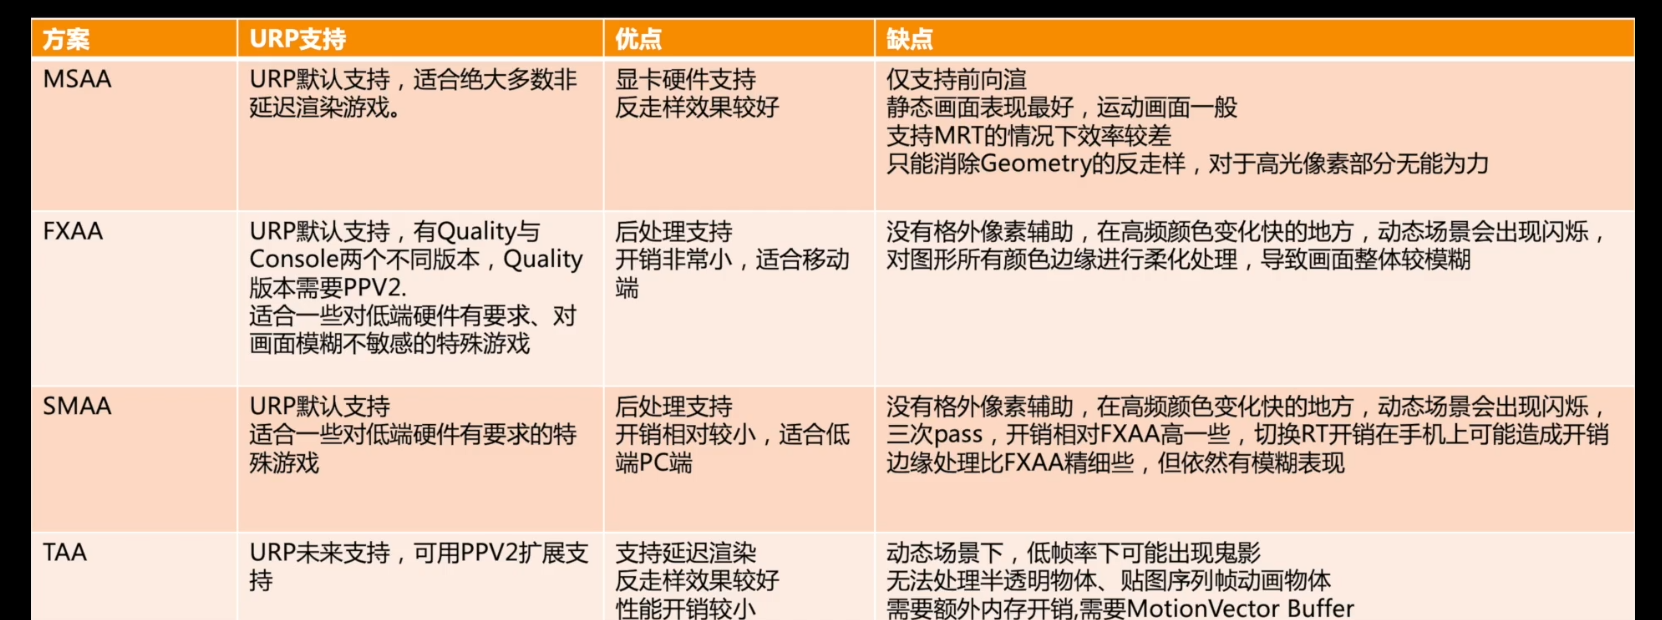 方案
URP支持
优点
缺点
MSAA
URP默认支持，适合绝大多数非
延迟渲染游戏。
显卡硬件支持
反走样效果较好
仅支持前向渲
静态画面表现最好，运动画面一般
支持MRT的情况下效率较差
只能消除Geometry的反走样，对于高光像素部分无能为力
FXAA
URP默认支持，有Quality与
Console两个不同版本，Quality
版本需要PPV2.
适合一些对低端硬件有要求、对
画面模糊不敏感的特殊游戏
后处理支持
开销非常小，适合移动
端
没有格外像素辅助，在高频颜色变化快的地方，动态场景会出现闪烁，
对图形所有颜色边缘进行柔化处理，导致画面整体较模糊
SMAA
URP默认支持
适合一些对低端硬件有要求的特
殊游戏
后处理支持
开销相对较小，适合低
端PC端
没有格外像素辅助，在高频颜色变化快的地方，动态场景会出现闪烁，
三次pass，开销相对FXAA高一些，切换RT开销在手机上可能造成开销
边缘处理比FXAA精细些，但依然有模糊表现
TAA
URP未来支持，可用PPV2扩展支
持
支持延迟渲染
反走样效果较好
性能开销较小
动态场景下，低帧率下可能出现鬼影
无法处理半透明物体、贴图序列帧动画物体
需要额外内存开销,需要MotionVector Buffer